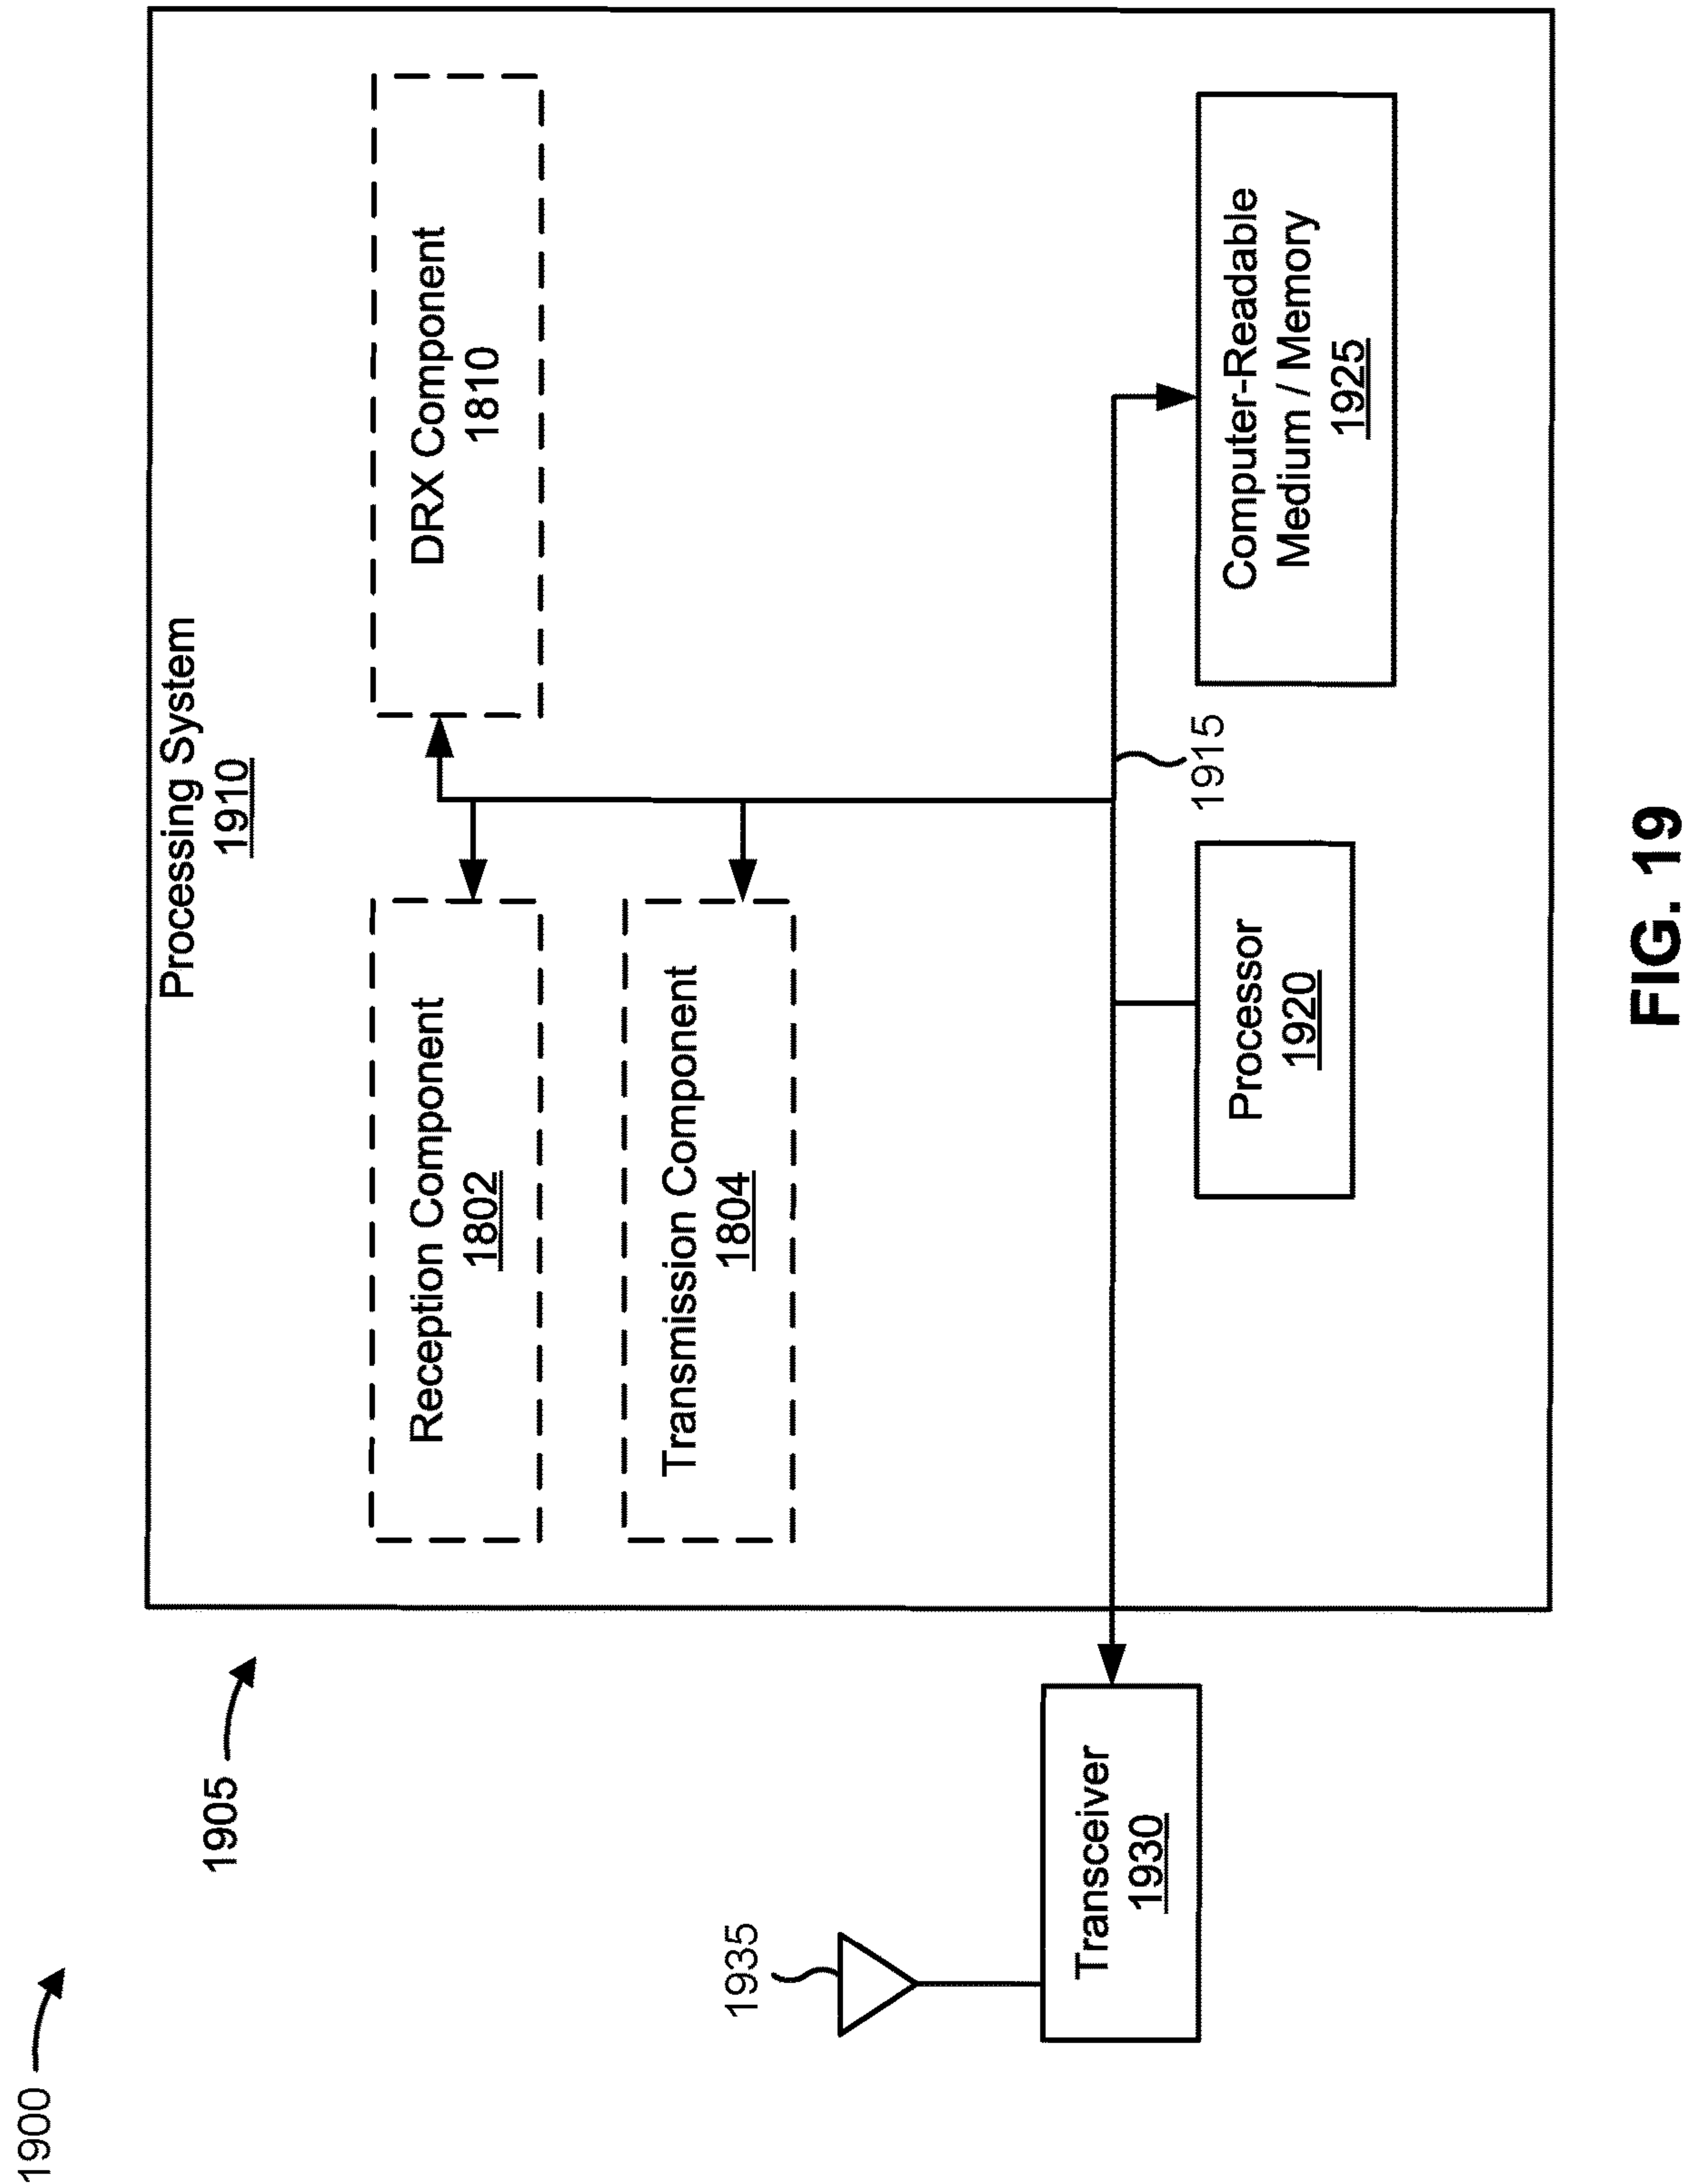 1900
1905
Processing System
1910
Reception Component
1802
DRX Component
1810
Transmission Component
1804
1935
Transceiver
1930
1915
Processor
1920
Computer-Readable
Medium / Memory
1925
FIG. 19